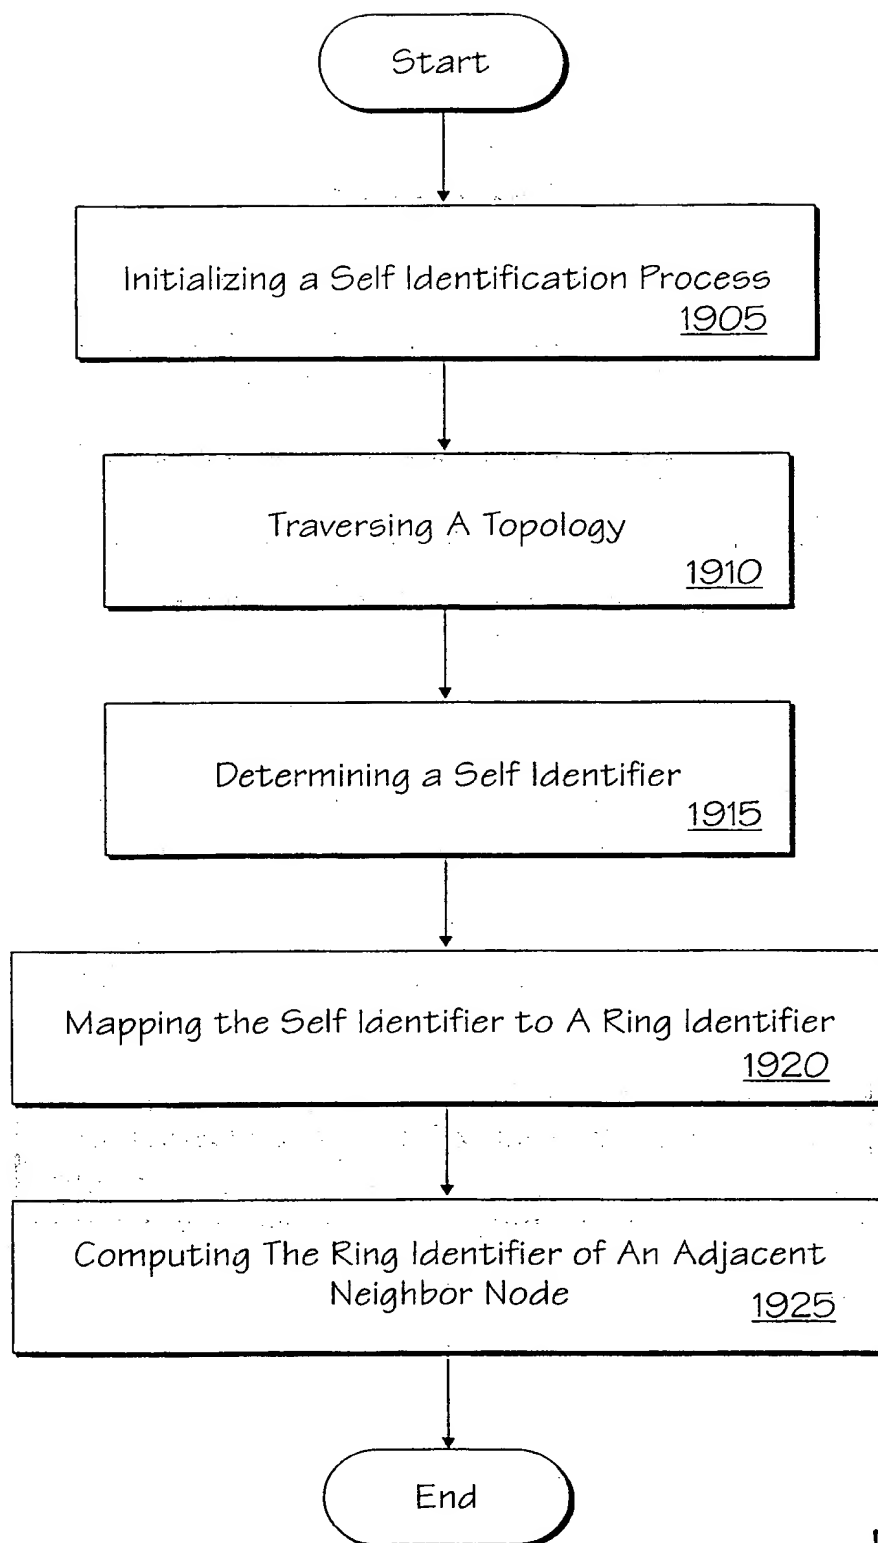 Start
Initializing a Self Identification Process
1905
Traversing A Topology
1910
Determining a Self Identifier
1915
Mapping the Self Identifier to A Ring Identifier
1920
Computing The Ring Identifier of An Adjacent
Neighbor Node
1925
End